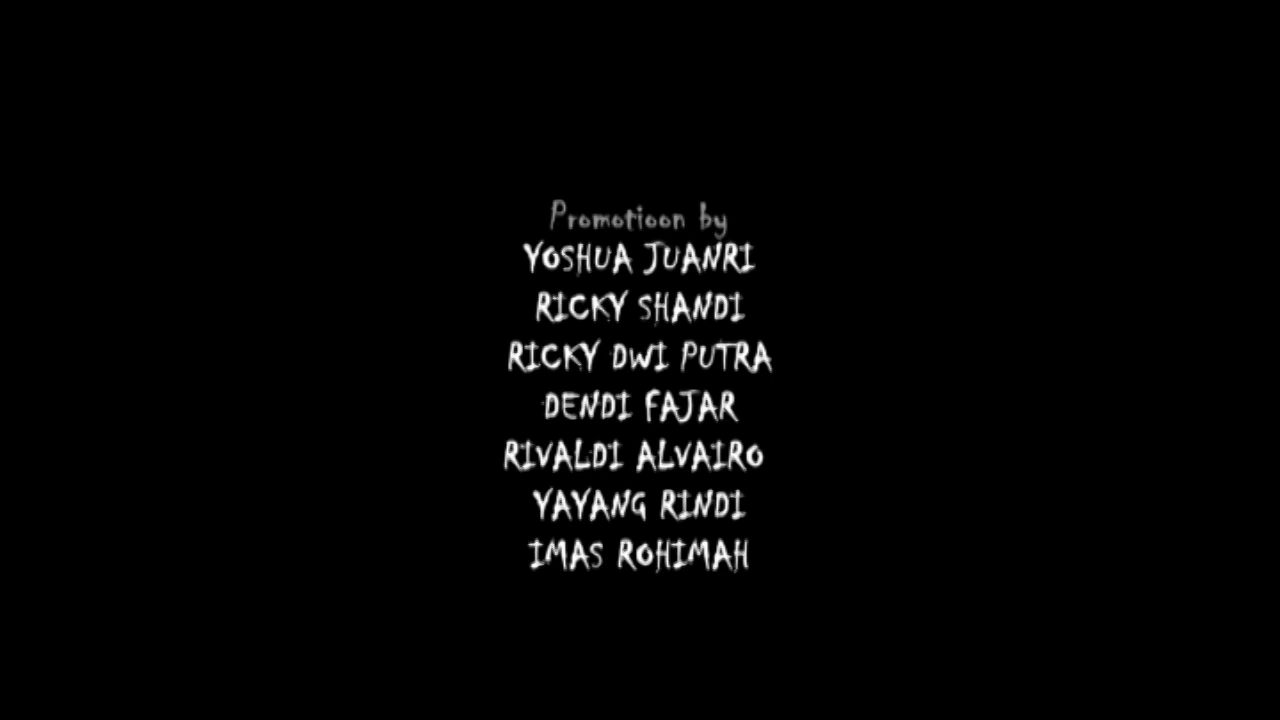 Promotioon by
YOSHUA JUANRI
RICKY SHANDI
RICKY DWI PUTRA
DENDI FAJAR
RIVALDI ALVAIRO
YAYANG RINDI
IMAS ROHIMAH